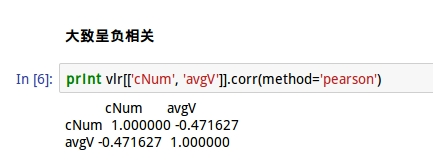 大致呈负相关
In [6]: print vlr[['cNum', 'avgV']].corr(method='pearson')
cNum avgV
cNum 1.000000 -0.471627
avgV -0.471627 1.000000